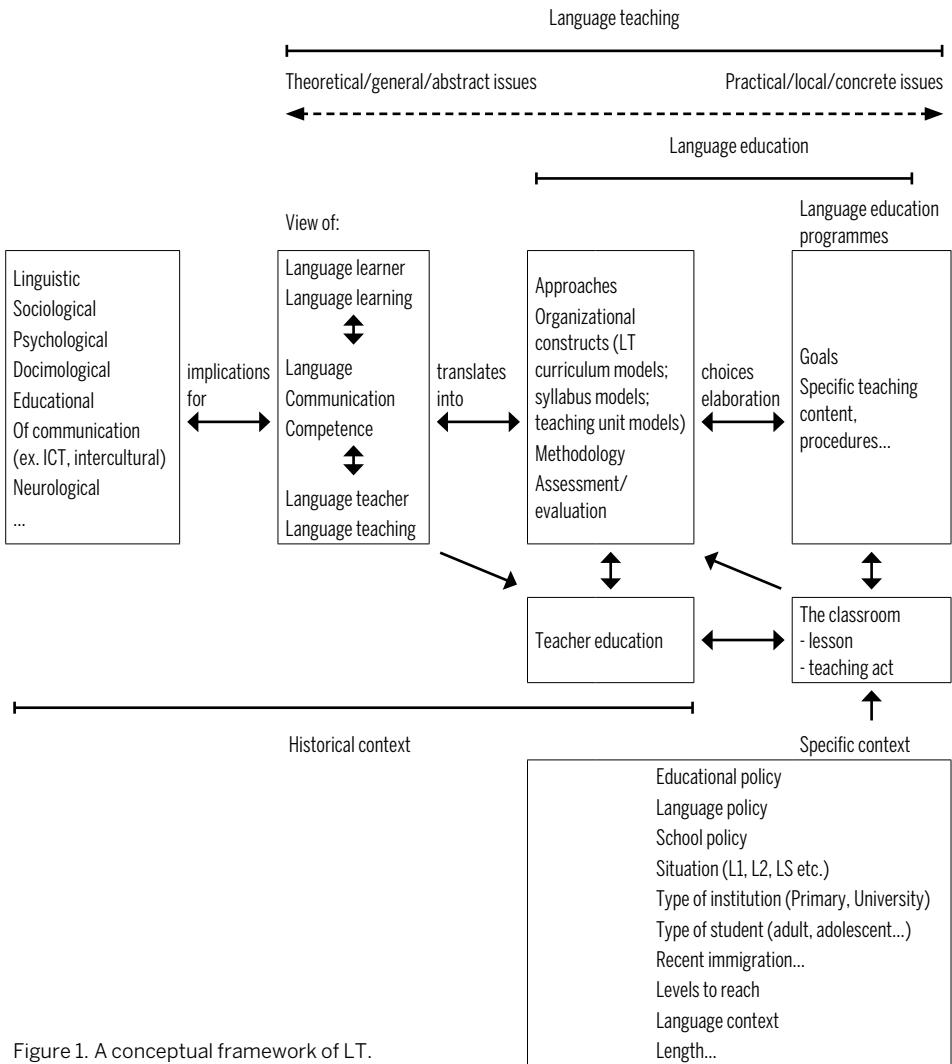 Language teaching
Theoretical/general/abstract issues
Practical/local/concrete issues
Language education
Language education
programmes
View of:
Linguistic
Sociological
Psychological
Docimological
Educational
Of communication
(ex. ICT, intercultural)
Neurological
...
implications
for
Language learner
Language learning
Language
Communication
Competence
Language teacher
Language teaching
translates
into
Approaches
Organizational
constructs (LT
curriculum models;
syllabus models;
teaching unit models)
Methodology
Assessment/
evaluation
choices
elaboration
Goals
Specific teaching
content,
procedures...
Teacher education
The classroom
- lesson
- teaching act
Historical context
Specific context
Educational policy
Language policy
School policy
Situation (L1, L2, LS etc.)
Type of institution (Primary, University)
Type of student (adult, adolescent...)
Recent immigration...
Levels to reach
Language context
Length...
Figure 1. A conceptual framework of LT.